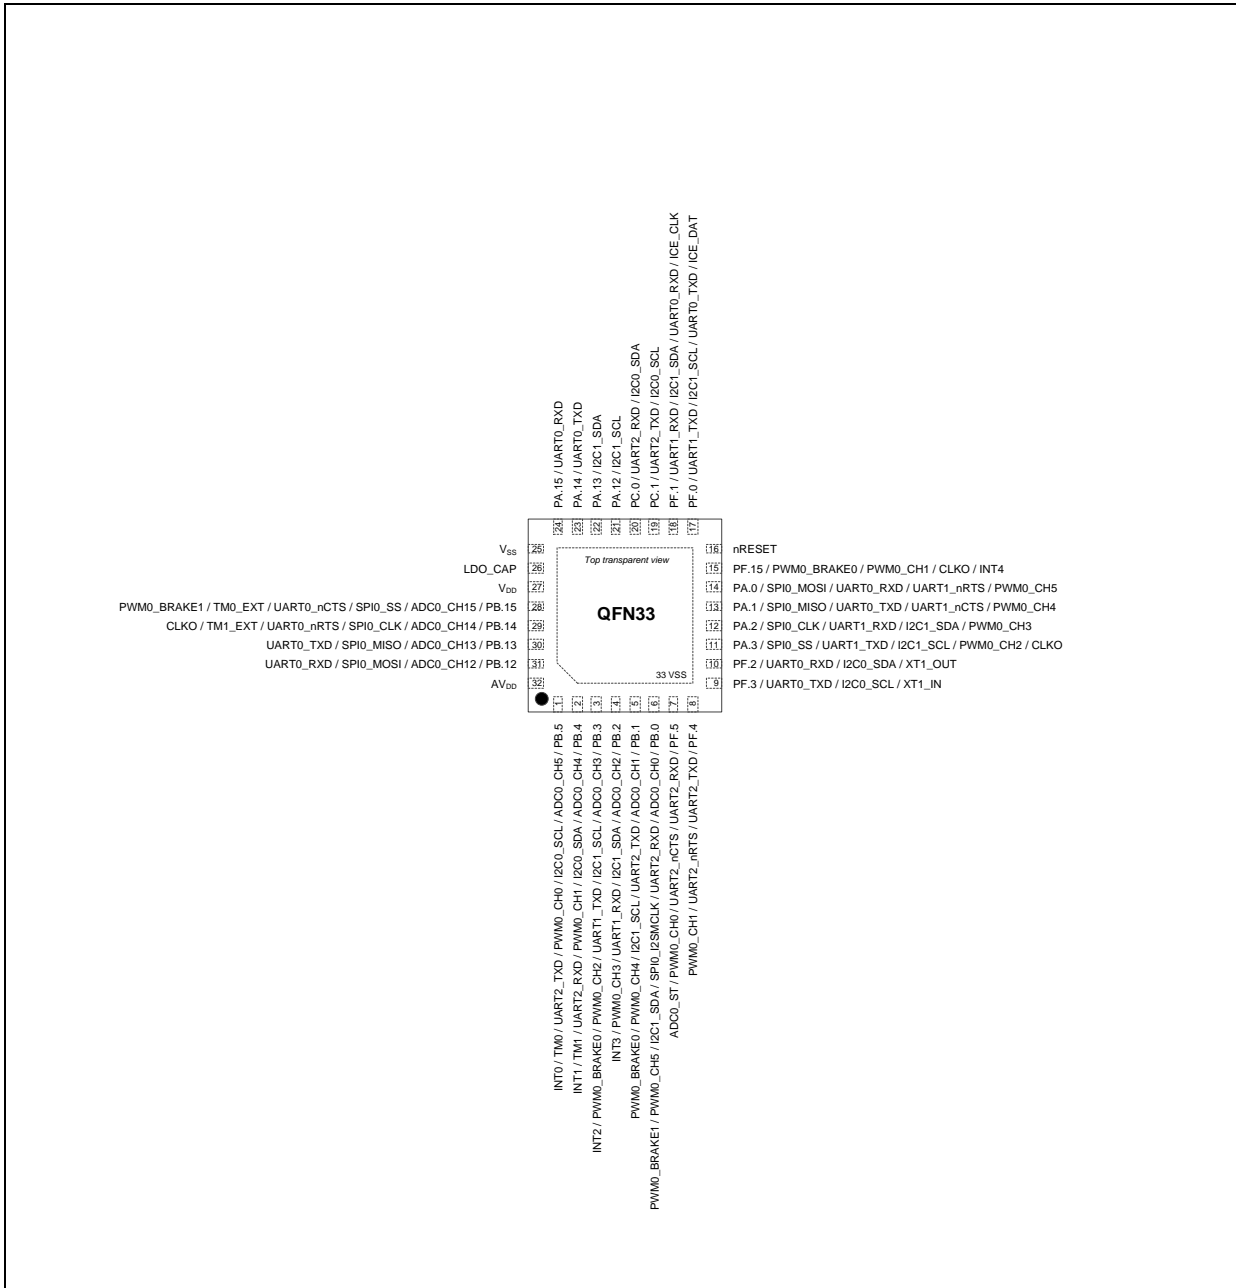 PA.15 / UART0_RXD
PA.14 / UART0_TXD
PA.13 / I2C1_SDA
PA.12 / I2C1_SCL
PC.0 / UART2_RXD / I2C0_SDA
PC.1 / UART2_TXD / I2C0_SCL
PF.1 / UART1_RXD / I2C1_SDA / UART0_RXD / ICE_CLK
PF.0 / UART1_TXD / I2C1_SCL / UART0_TXD / ICE_DAT
24
23
22
21
20
19
18
17
VSS 25
LDO_CAP 26
VDD 27
PWM0_BRAKE1 / TM0_EXT / UART0_nCTS / SPI0_SS / ADC0_CH15 / PB.15 28
CLKO / TM1_EXT / UART0_nRTS / SPI0_CLK / ADC0_CH14 / PB.14 29
UART0_TXD / SPI0_MISO / ADC0_CH13 / PB.13 30
UART0_RXD / SPI0_MOSI / ADC0_CH12 / PB.12 31
AVDD 32
Top transparent view
QFN33
33 VSS
16 nRESET
15 PF.15 / PWM0_BRAKE0 / PWM0_CH1 / CLKO / INT4
14 PA.0 / SPI0_MOSI / UART0_RXD / UART1_nRTS / PWM0_CH5
13 PA.1 / SPI0_MISO / UART0_TXD / UART1_nCTS / PWM0_CH4
12 PA.2 / SPI0_CLK / UART1_RXD / I2C1_SDA / PWM0_CH3
11 PA.3 / SPI0_SS / UART1_TXD / I2C1_SCL / PWM0_CH2 / CLKO
10 PF.2 / UART0_RXD / I2C0_SDA / XT1_OUT
9 PF.3 / UART0_TXD / I2C0_SCL / XT1_IN
1
2
3
4
5
6
7
8
INT0 / TM0 / UART2_TXD / PWM0_CH0 / I2C0_SCL / ADC0_CH5 / PB.5
INT1 / TM1 / UART2_RXD / PWM0_CH1 / I2C0_SDA / ADC0_CH4 / PB.4
INT2 / PWM0_BRAKE0 / PWM0_CH2 / UART1_TXD / I2C1_SCL / ADC0_CH3 / PB.3
INT3 / PWM0_CH3 / UART1_RXD / I2C1_SDA / ADC0_CH2 / PB.2
PWM0_BRAKE0 / PWM0_CH4 / I2C1_SCL / UART2_TXD / ADC0_CH1 / PB.1
PWM0_BRAKE1 / PWM0_CH5 / I2C1_SDA / SPI0_I2SMCLK / UART2_RXD / ADC0_CH0 / PB.0
ADC0_ST / PWM0_CH0 / UART2_nCTS / UART2_RXD / PF.5
PWM0_CH1 / UART2_nRTS / UART2_TXD / PF.4